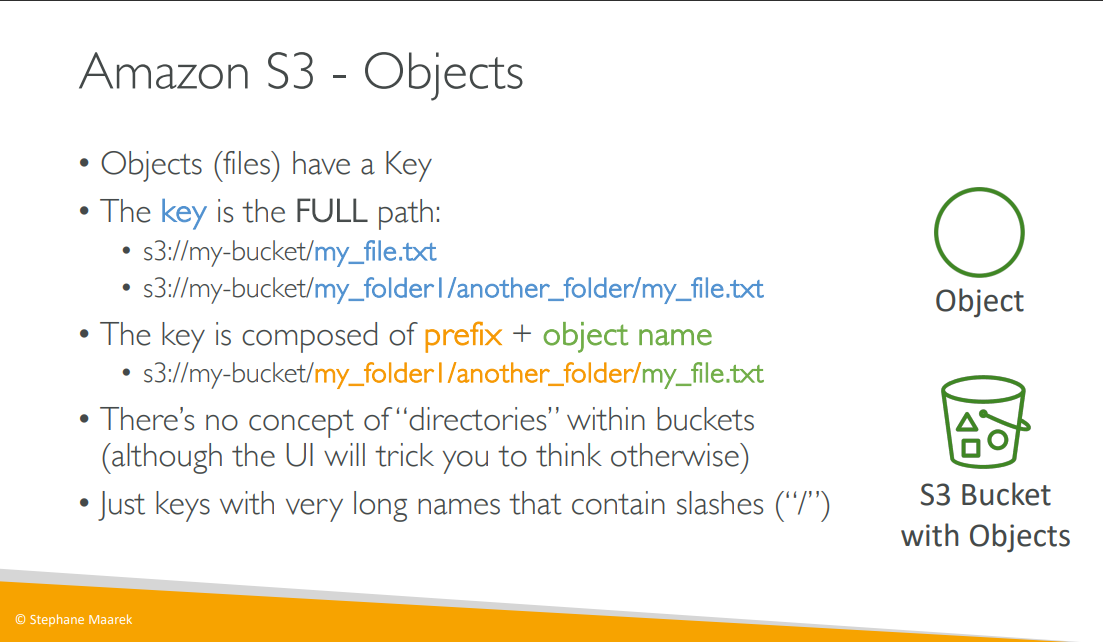 Amazon S3 - Objects
• Objects (files) have a Key
• The key is the FULL path:
• s3://my-bucket/my_file.txt
• s3://my-bucket/my_folder1/another_folder/my_file.txt
• The key is composed of prefix + object name
• s3://my-bucket/my_folder1/another_folder/my_file.txt
• There’s no concept of “directories” within buckets
(although the UI will trick you to think otherwise)
• Just keys with very long names that contain slashes (“/”)
Object
S3 Bucket
with Objects
© Stephane Maarek